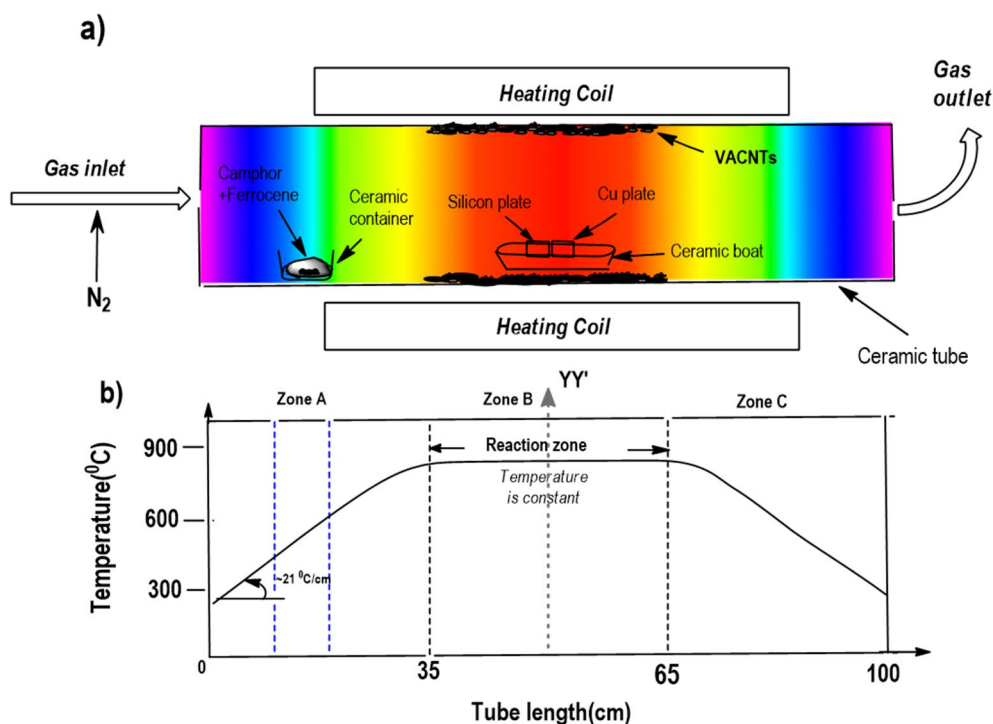 a)
Heating Coil
Gas
outlet
VACNTs
Gas inlet
Camphor
+Ferrocene
Ceramic
container
Silicon plate
Cu plate
Ceramic boat
N2
Heating Coil
Ceramic tube
b)
YY'
Zone A
Zone B
Zone C
900
Reaction zone
Temperature
is constant
600
~21 ⁰C/cm
300
Temperature(⁰C)
0
35
65
100
Tube length(cm)